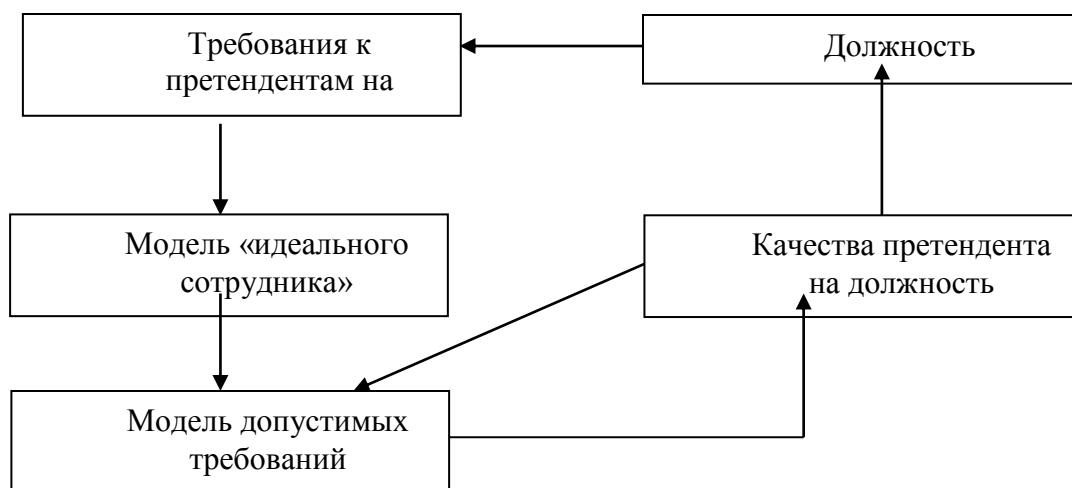 Требования к
претендентам на
Должность
Модель «идеального
сотрудника»
Качества претендента
на должность
Модель допустимых
требований